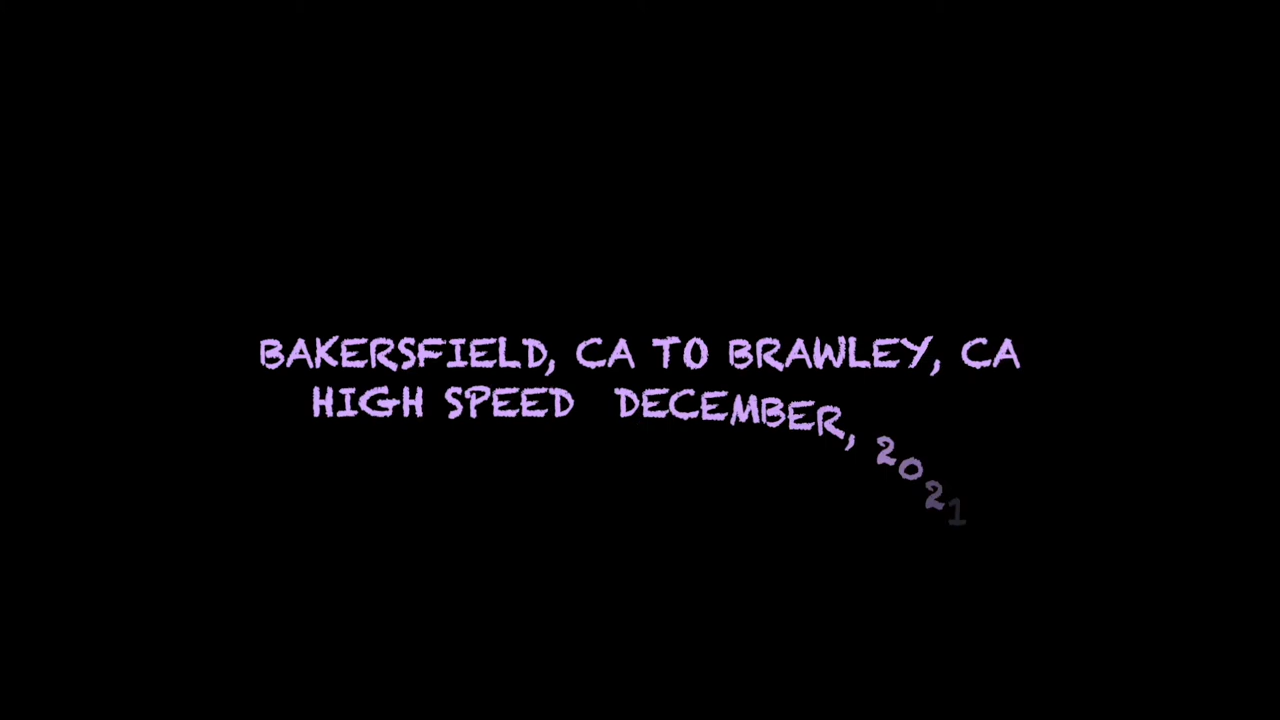 BAKERSFIELD, CA TO BRAWLEY, CA
HIGH SPEED  DECEMBER, 2021